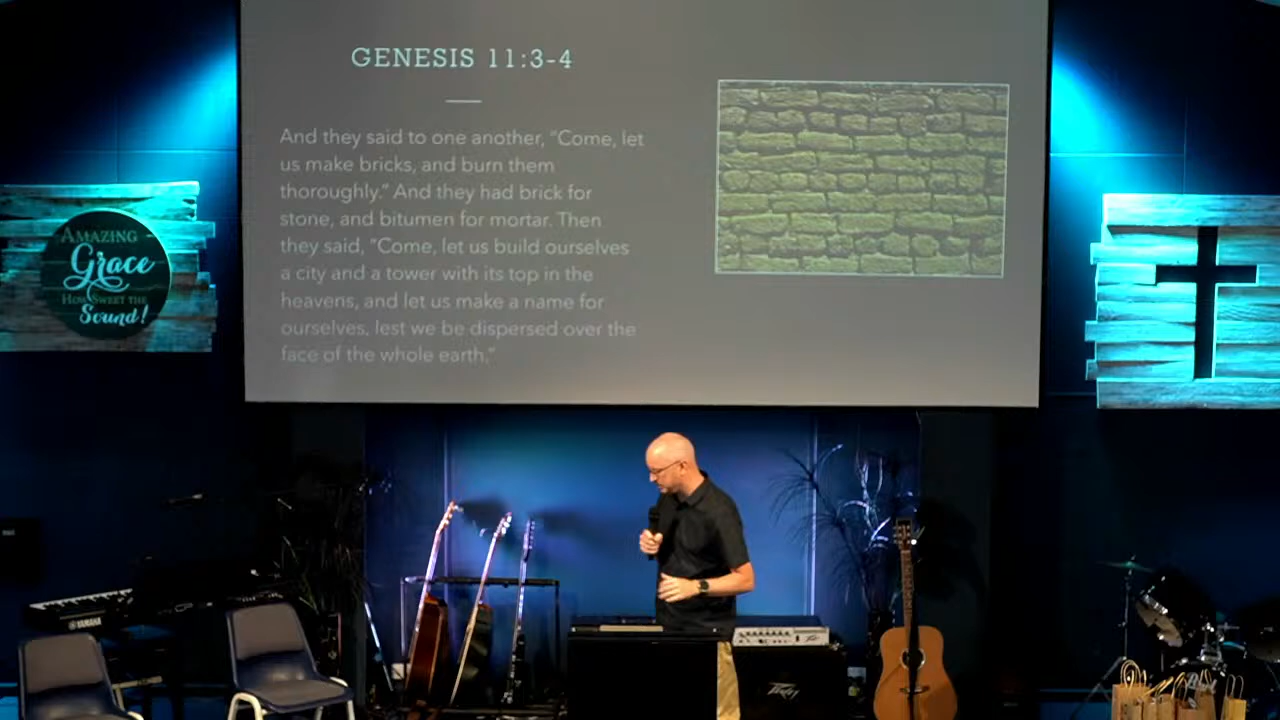 GENESIS 11:3-4
And they said to one another, “Come, let
us make bricks, and burn them
thoroughly.” And they had brick for
stone, and bitumen for mortar. Then
they said, “Come, let us build ourselves
a city and a tower with its top in the
heavens, and let us make a name for
ourselves, lest we be dispersed over the
face of the whole earth.”
AMAZING
Grace
HOW SWEET THE
Sound!
YAMAHA
Peavey